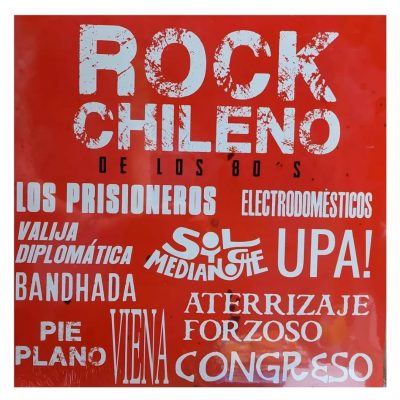 ROCK
CHILENO
DE LOS 80'S
LOS PRISIONEROS
ELECTRODOMÉSTICOS
VALIJA
DIPLOMÁTICA
SOL Y
MEDIANOCHE
UPA!
BANDHADA
ATERRIZAJE
FORZOSO
PIE
PLANO
VIENA
CONGRESO